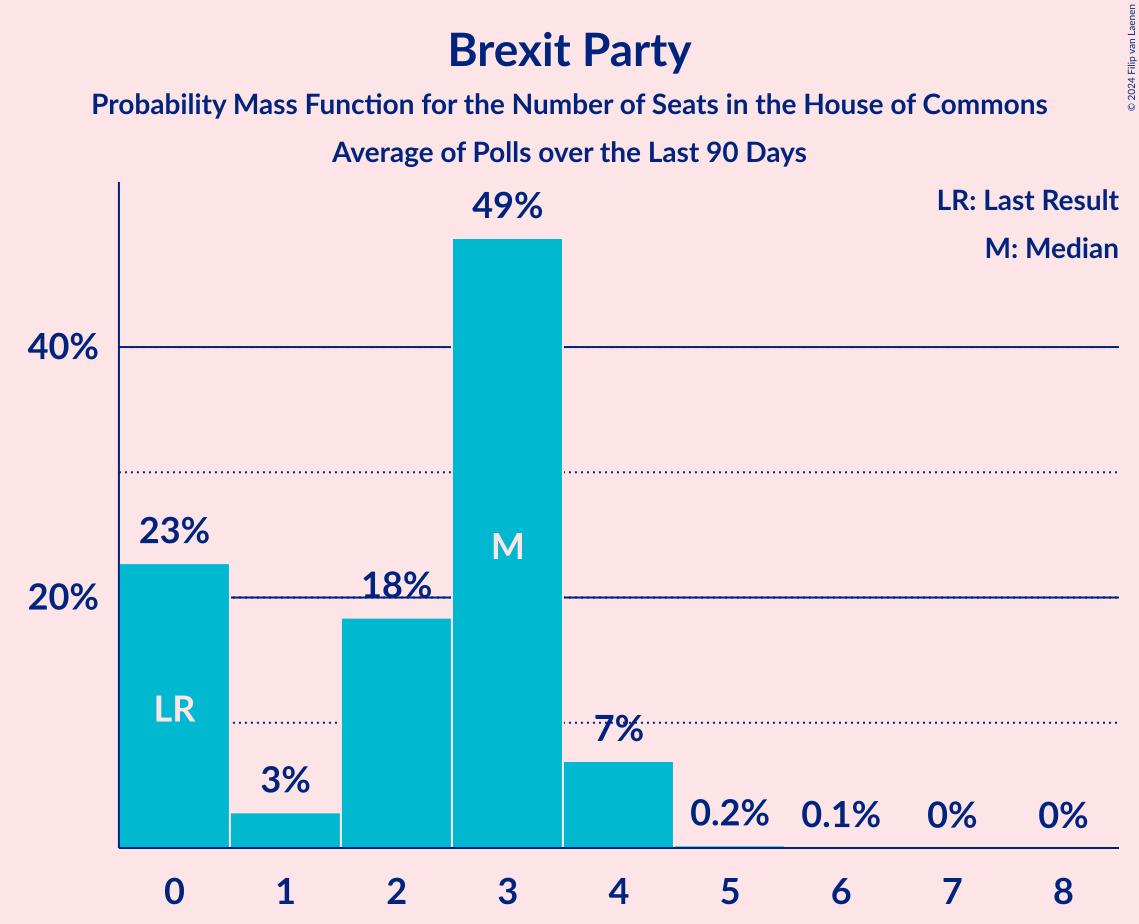 Brexit Party
Probability Mass Function for the Number of Seats in the House of Commons
Average of Polls over the Last 90 Days
© 2024 Filip van Laenen
LR: Last Result
M: Median
49%
40%
23%
M
18%
20%
LR
7%
3%
0.2%
0.1%
0%
0%
0 1 2 3 4 5 6 7 8